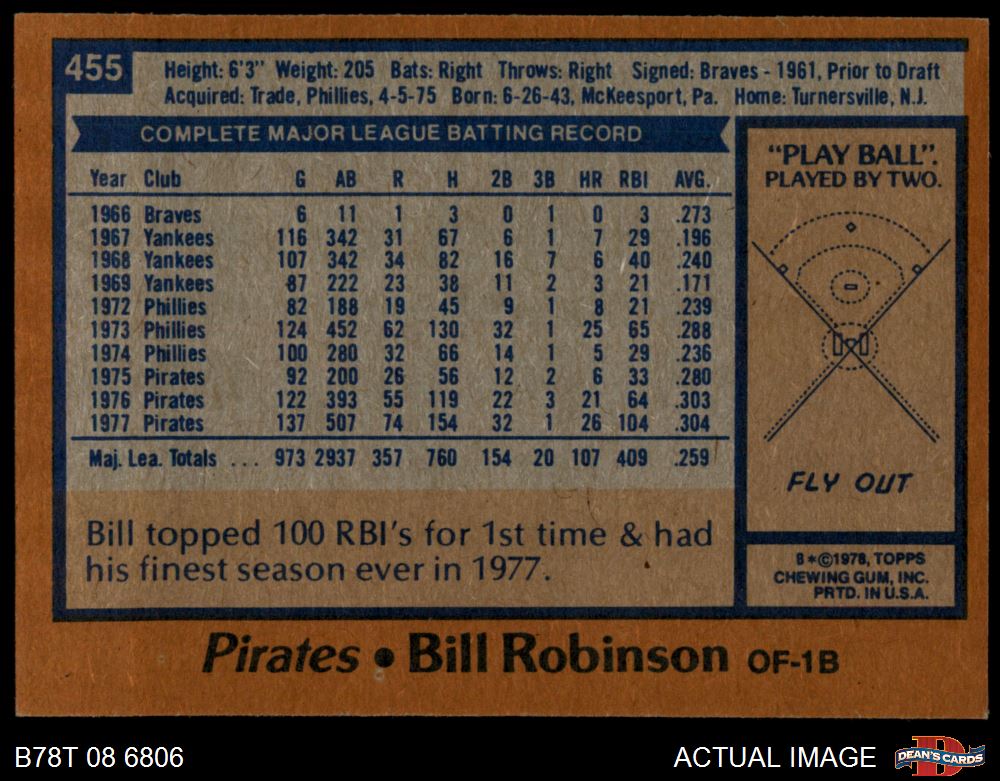 455
Height: 6'3" Weight: 205 Bats: Right Throws: Right Signed: Braves - 1961, Prior to Draft
Acquired: Trade, Phillies, 4-5-75 Born: 6-26-43, McKeesport, Pa. Home: Turnersville, N.J.
COMPLETE MAJOR LEAGUE BATTING RECORD
Year Club G AB R H 2B 3B HR RBI AVG.
1966 Braves 6 11 1 3 0 1 0 3 .273
1967 Yankees 116 342 31 67 6 1 7 29 .196
1968 Yankees 107 342 34 82 16 7 6 40 .240
1969 Yankees 87 222 23 38 11 2 3 21 .171
1972 Phillies 82 188 19 45 9 1 8 21 .239
1973 Phillies 124 452 62 130 32 1 25 65 .288
1974 Phillies 100 280 32 66 14 1 5 29 .236
1975 Pirates 92 200 26 56 12 2 6 33 .280
1976 Pirates 122 393 55 119 22 3 21 64 .303
1977 Pirates 137 507 74 154 32 1 26 104 .304
Maj. Lea. Totals ... 973 2937 357 760 154 20 107 409 .259
Bill topped 100 RBI's for 1st time & had
his finest season ever in 1977.
"PLAY BALL".
PLAYED BY TWO.
FLY OUT
B*©1978, TOPPS
CHEWING GUM, INC.
PRTD. IN U.S.A.
Pirates • Bill Robinson OF-1B
B78T 08 6806
ACTUAL IMAGE
D
DEAN'S CARDS